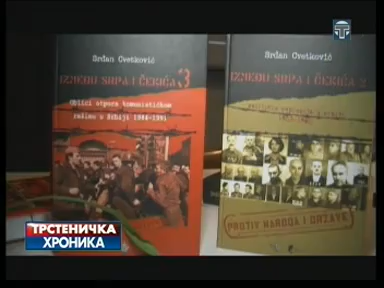 Srđan Cvetković
IZMEĐU SRPA I ČEKIĆA 3
Oblici otpora komunističkom
režimu u Srbiji 1944-1991
Srđan Cvetković
IZMEĐU SRPA I ČEKIĆA 2
PROTIV NARODA I DRŽAVE
ТРСТЕНИЧКА
ХРОНИКА